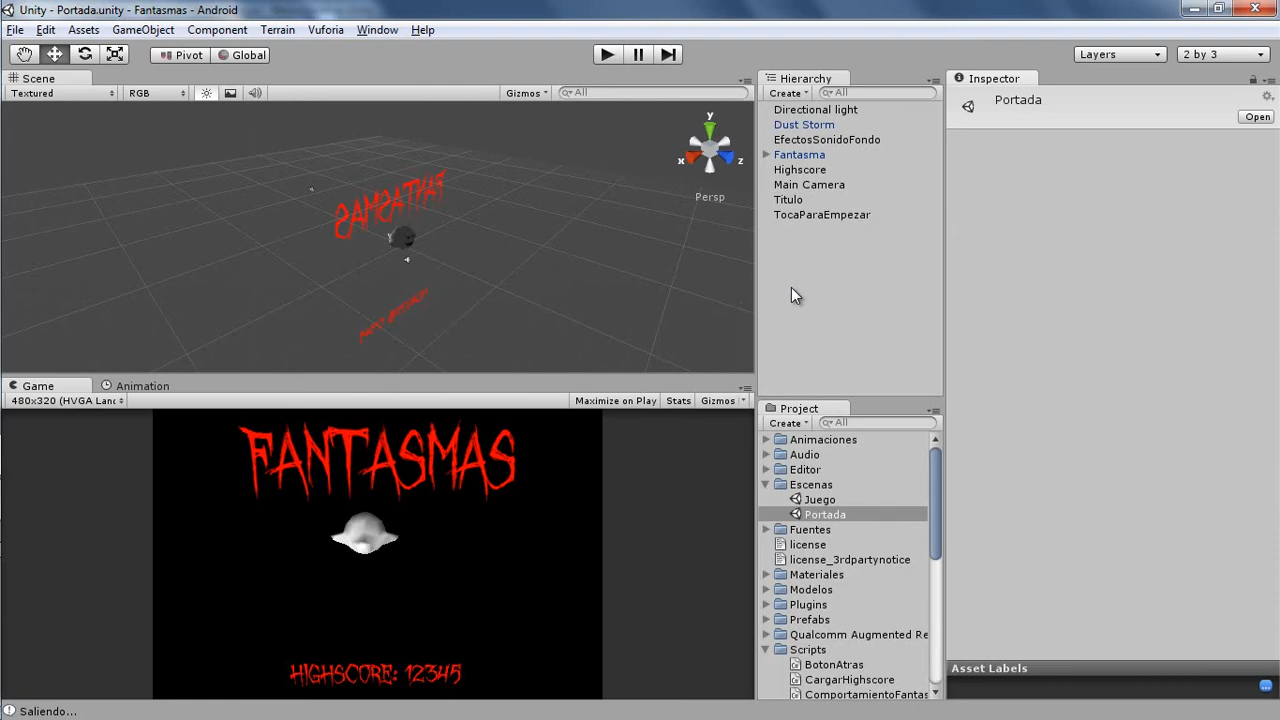 Unity - Portada.unity - Fantasmas - Android
File Edit Assets GameObject Component Terrain Vuforia Window Help
Pivot Global Layers 2 by 3
Scene
Textured RGB Gizmos All
y
x z
Persp
FANTASMAS
Game Animation
480x320 (HVGA Land Maximize on Play Stats Gizmos
FANTASMAS
HIGHSCORE: 12345
Hierarchy
Create All
Directional light
Dust Storm
EfectosSonidoFondo
Fantasma
Highscore
Main Camera
Titulo
TocaParaEmpezar
Project
Create All
Animaciones
Audio
Editor
Escenas
Juego
Portada
Fuentes
license
license_3rdpartynotice
Materiales
Modelos
Plugins
Prefabs
Qualcomm Augmented Re
Scripts
BotonAtras
CargarHighscore
ComportamientoFantas
Inspector
Portada
Open
Asset Labels
Saliendo...